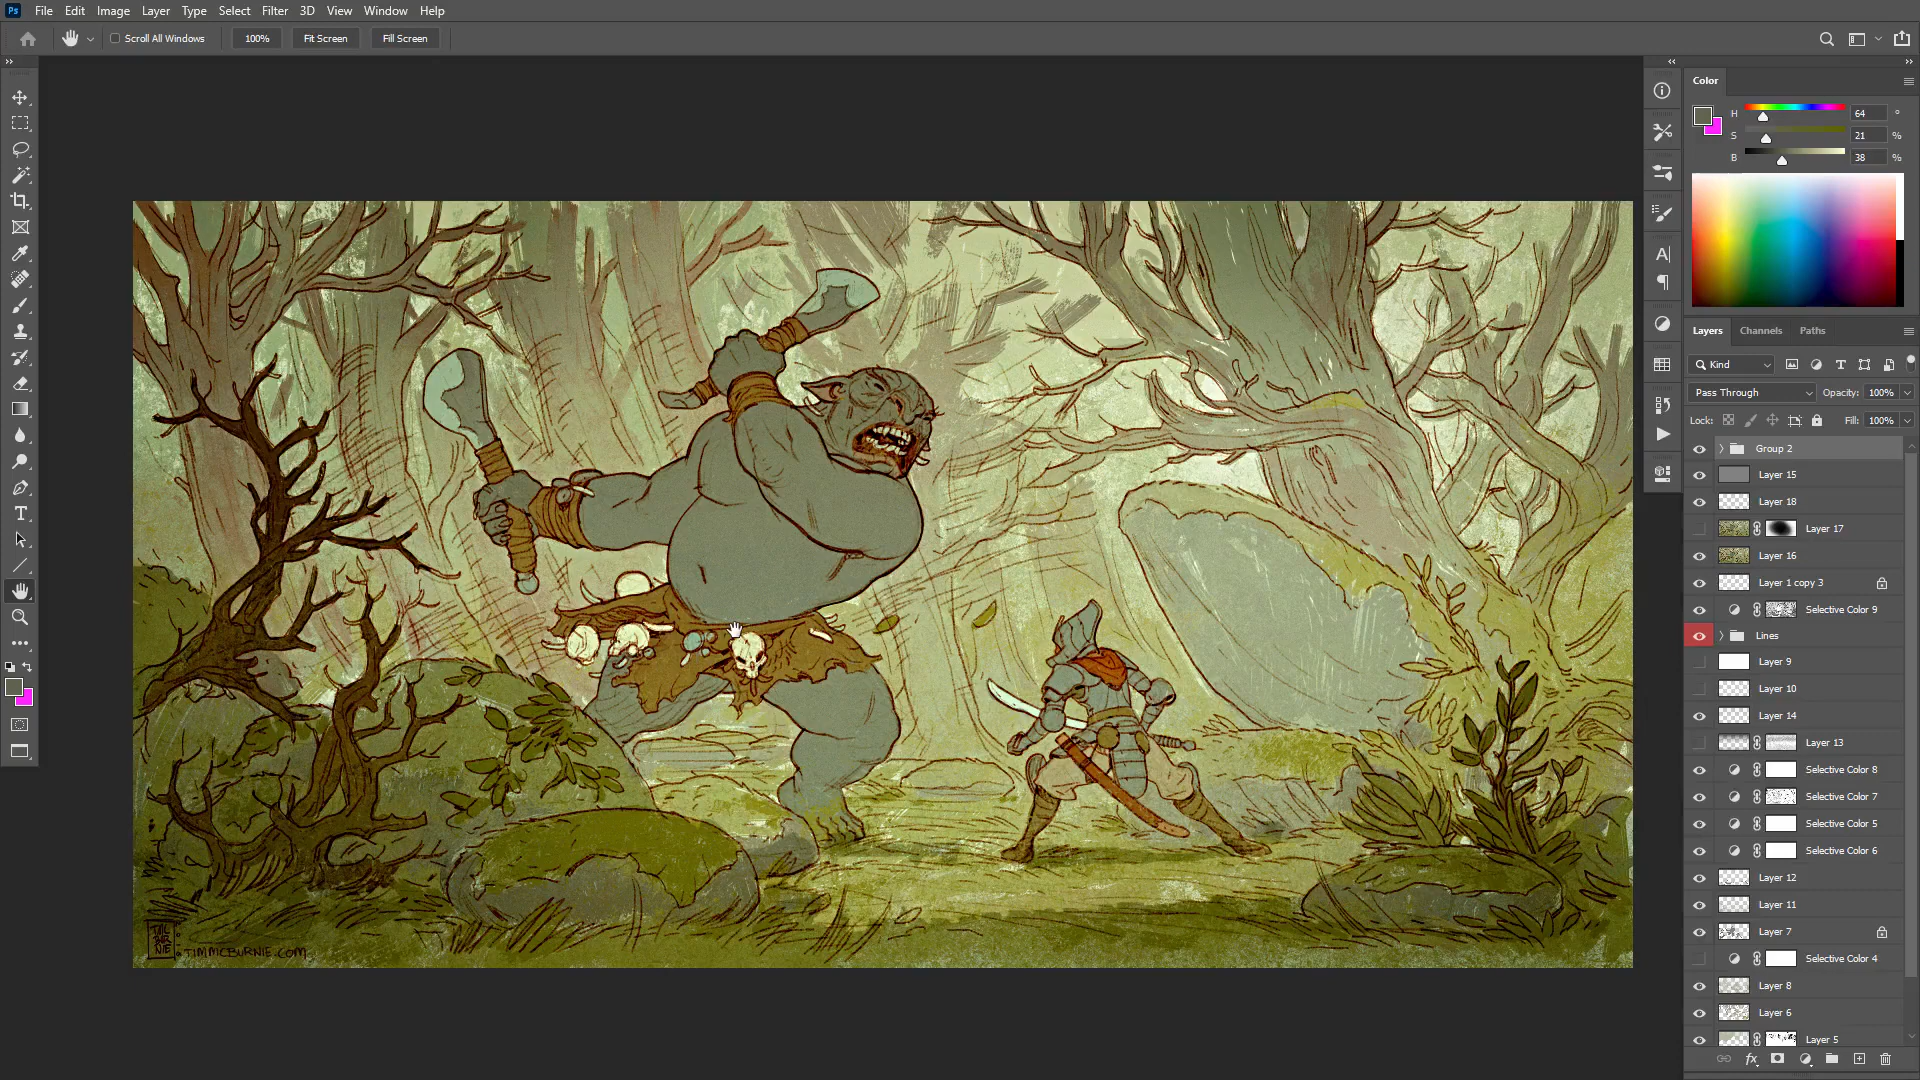 Ps File Edit Image Layer Type Select Filter 3D View Window Help
Scroll All Windows 100% Fit Screen Fill Screen
Color
H 64 °
S 21 %
B 38 %
Layers Channels Paths
Kind
Pass Through Opacity: 100%
Lock: Fill: 100%
Group 2
Layer 15
Layer 18
Layer 17
Layer 16
Layer 1 copy 3
Selective Color 9
Lines
Layer 9
Layer 10
Layer 14
Layer 13
Selective Color 8
Selective Color 7
Selective Color 5
Selective Color 6
Layer 12
Layer 11
Layer 7
Selective Color 4
Layer 8
Layer 6
Layer 5
fx
TIMMCBURNIE.COM